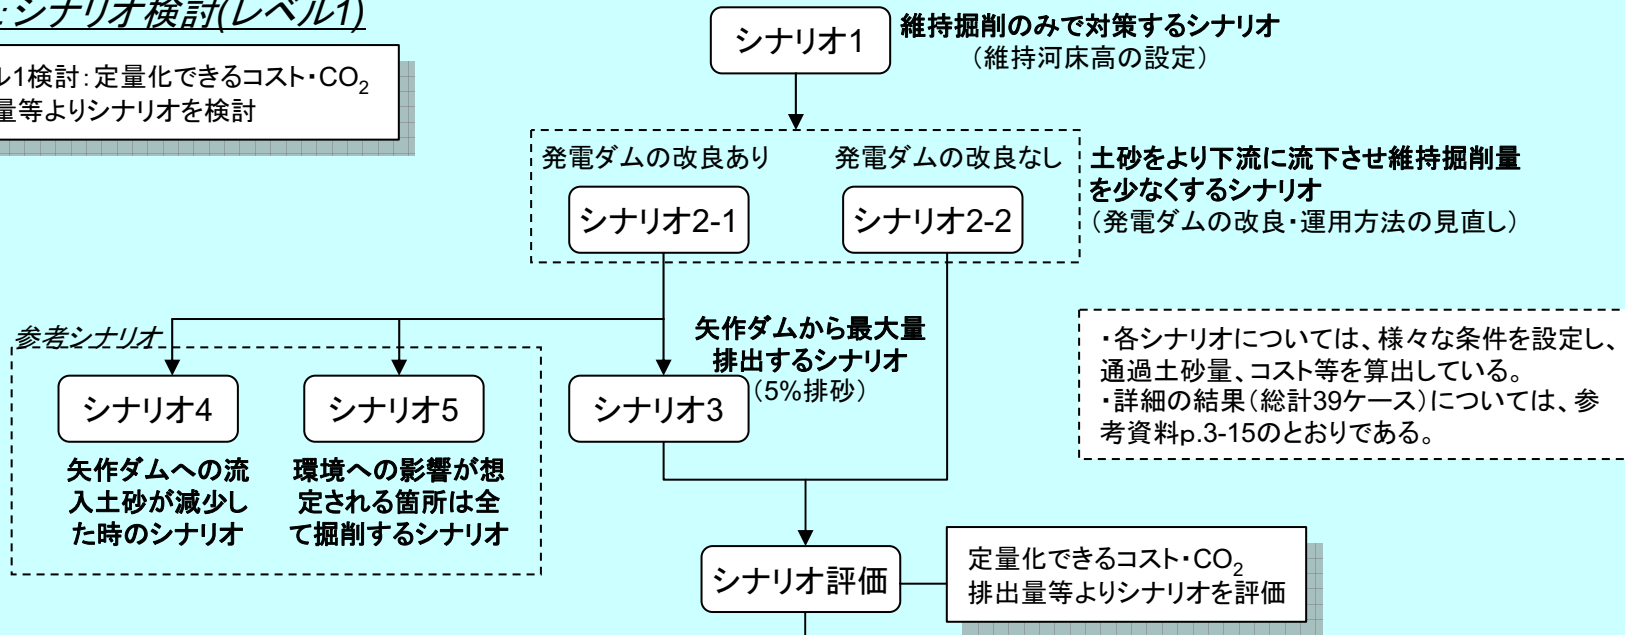 :シナリオ検討(レベル1)
ル1検討:定量化できるコスト・CO2
量等よりシナリオを検討
シナリオ1
維持掘削のみで対策するシナリオ
(維持河床高の設定)
発電ダムの改良あり
発電ダムの改良なし
シナリオ2-1
シナリオ2-2
土砂をより下流に流下させ維持掘削量
を少なくするシナリオ
(発電ダムの改良・運用方法の見直し)
参考シナリオ
矢作ダムから最大量
排出するシナリオ
(5%排砂)
シナリオ4
シナリオ5
シナリオ3
矢作ダムへの流
入土砂が減少し
た時のシナリオ
環境への影響が想
定される箇所は全
て掘削するシナリオ
・各シナリオについては、様々な条件を設定し、
通過土砂量、コスト等を算出している。
・詳細の結果(総計39ケース)については、参
考資料p.3-15のとおりである。
シナリオ評価
定量化できるコスト・CO2
排出量等よりシナリオを評価